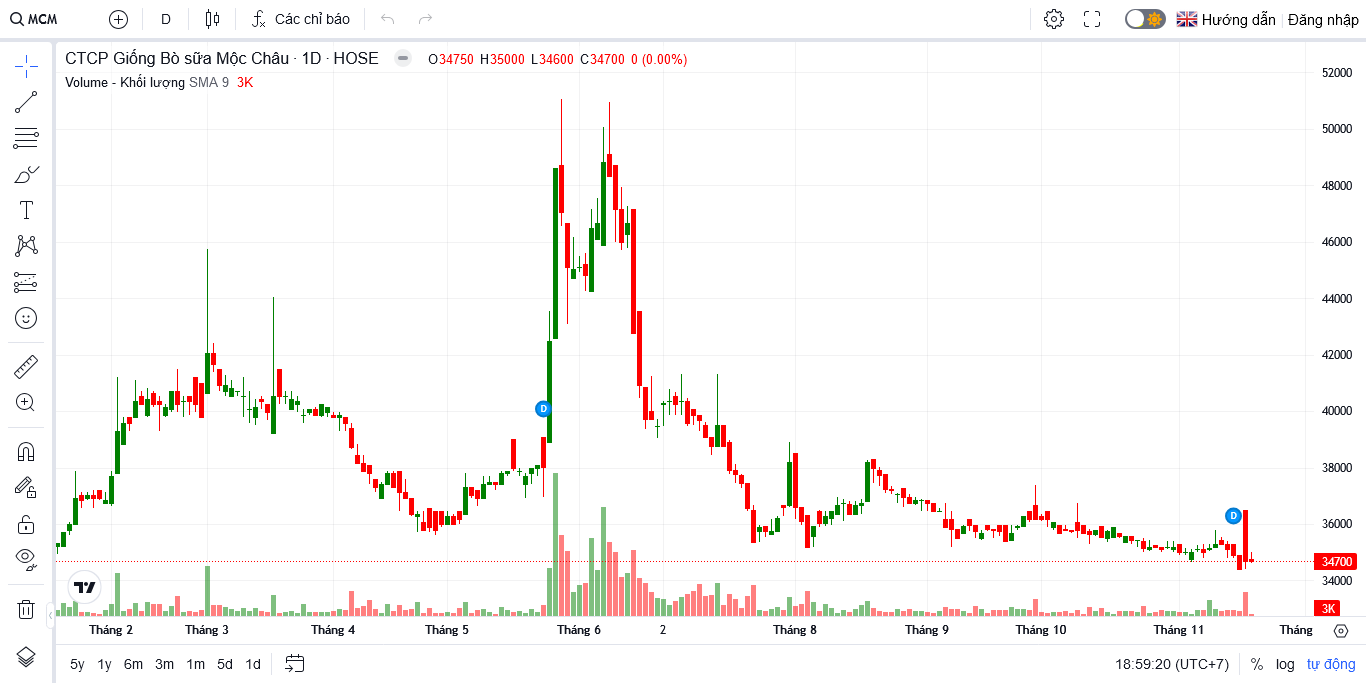 MCM D Các chỉ báo Hướng dẫn Đăng nhập
CTCP Giống Bò sữa Mộc Châu · 1D · HOSE O34750 H35000 L34600 C34700 0 (0.00%)
Volume - Khối lượng SMA 9 3K
52000
50000
48000
46000
44000
42000
40000
38000
36000
34700
34000
3K
D
D
Tháng 2 Tháng 3 Tháng 4 Tháng 5 Tháng 6 2 Tháng 8 Tháng 9 Tháng 10 Tháng 11 Tháng
5y 1y 6m 3m 1m 5d 1d 18:59:20 (UTC+7) % log tự động